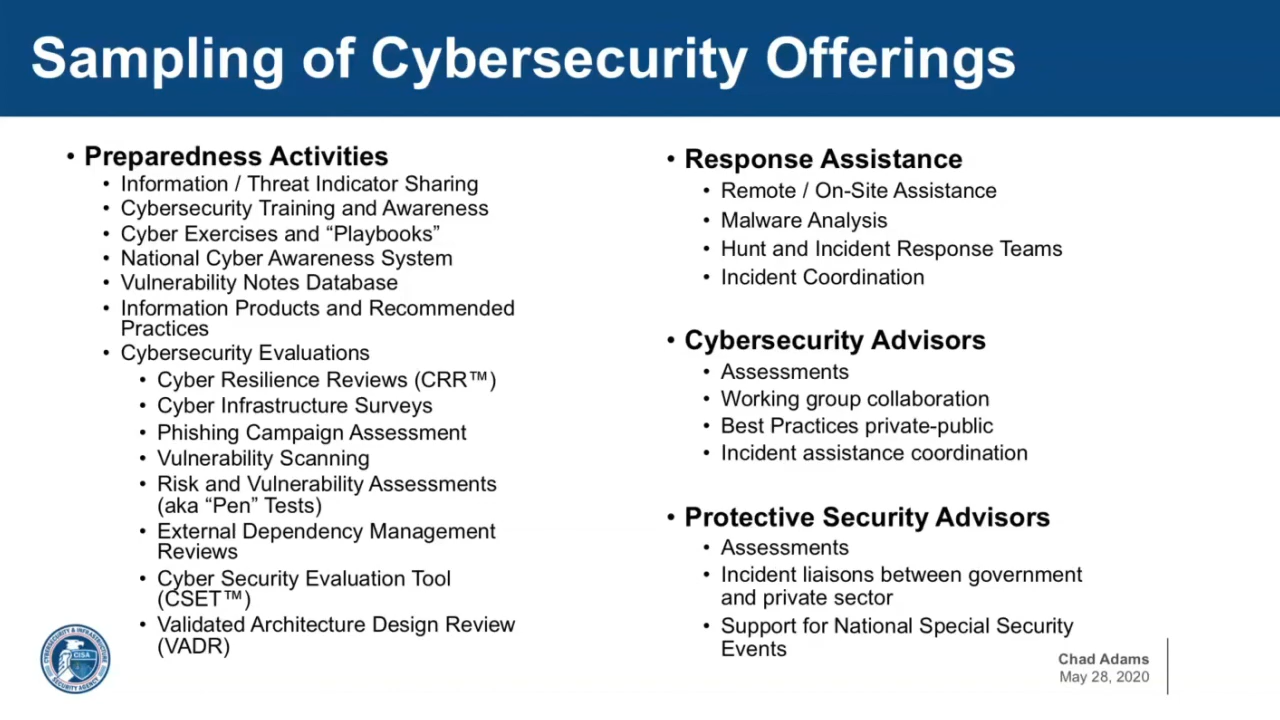 Sampling of Cybersecurity Offerings
• Preparedness Activities
• Information / Threat Indicator Sharing
• Cybersecurity Training and Awareness
• Cyber Exercises and “Playbooks”
• National Cyber Awareness System
• Vulnerability Notes Database
• Information Products and Recommended
Practices
• Cybersecurity Evaluations
• Cyber Resilience Reviews (CRR™)
• Cyber Infrastructure Surveys
• Phishing Campaign Assessment
• Vulnerability Scanning
• Risk and Vulnerability Assessments
(aka “Pen” Tests)
• External Dependency Management
Reviews
• Cyber Security Evaluation Tool
(CSET™)
• Validated Architecture Design Review
(VADR)
• Response Assistance
• Remote / On-Site Assistance
• Malware Analysis
• Hunt and Incident Response Teams
• Incident Coordination
• Cybersecurity Advisors
• Assessments
• Working group collaboration
• Best Practices private-public
• Incident assistance coordination
• Protective Security Advisors
• Assessments
• Incident liaisons between government
and private sector
• Support for National Special Security
Events
CYBERSECURITY & INFRASTRUCTURE
CISA
SECURITY AGENCY
Chad Adams
May 28, 2020